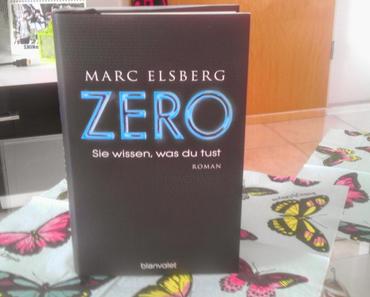 MARC ELSBERG
ZERO
Sie wissen, was du tust
ROMAN
blanvalet